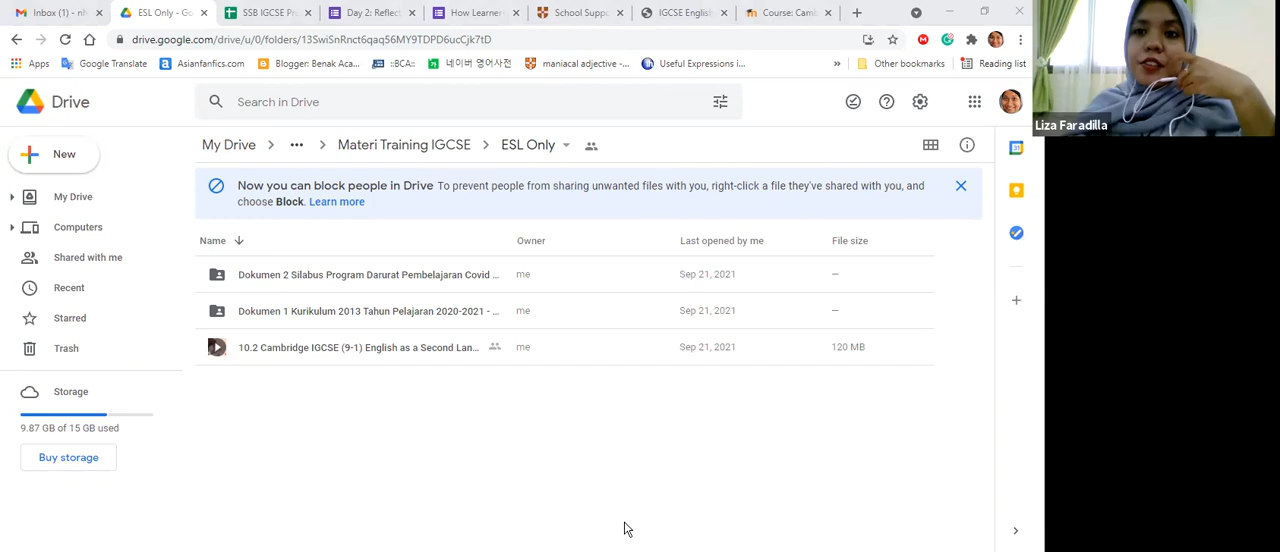 Inbox (1) - nh
ESL Only - Go
SSB IGCSE Pr
Day 2: Reflect
How Learner-
School Suppo
IGCSE English
Course: Cami
drive.google.com/drive/u/0/folders/13SwiSnRnct6qaq56MY9TDPD6ucCjk7tD
Apps
Google Translate
Asianfanfics.com
Bloggen: Benak Aca...
::BCA::
네이버 영어사전
maniacal adjective -...
Useful Expressions i...
»
Other bookmarks
Reading list
Liza Faradilla
Drive
Search in Drive
New
My Drive
Computers
Shared with me
Recent
Starred
Trash
Storage
9.87 GB of 15 GB used
Buy storage
My Drive > ... > Materi Training IGCSE > ESL Only
Now you can block people in Drive To prevent people from sharing unwanted files with you, right-click a file they've shared with you, and
choose Block. Learn more
Name Owner Last opened by me File size
Dokumen 2 Silabus Program Darurat Pembelajaran Covid ... me Sep 21, 2021 —
Dokumen 1 Kurikulum 2013 Tahun Pelajaran 2020-2021 - ... me Sep 21, 2021 —
10.2 Cambridge IGCSE (9-1) English as a Second Lan... me Sep 21, 2021 120 MB